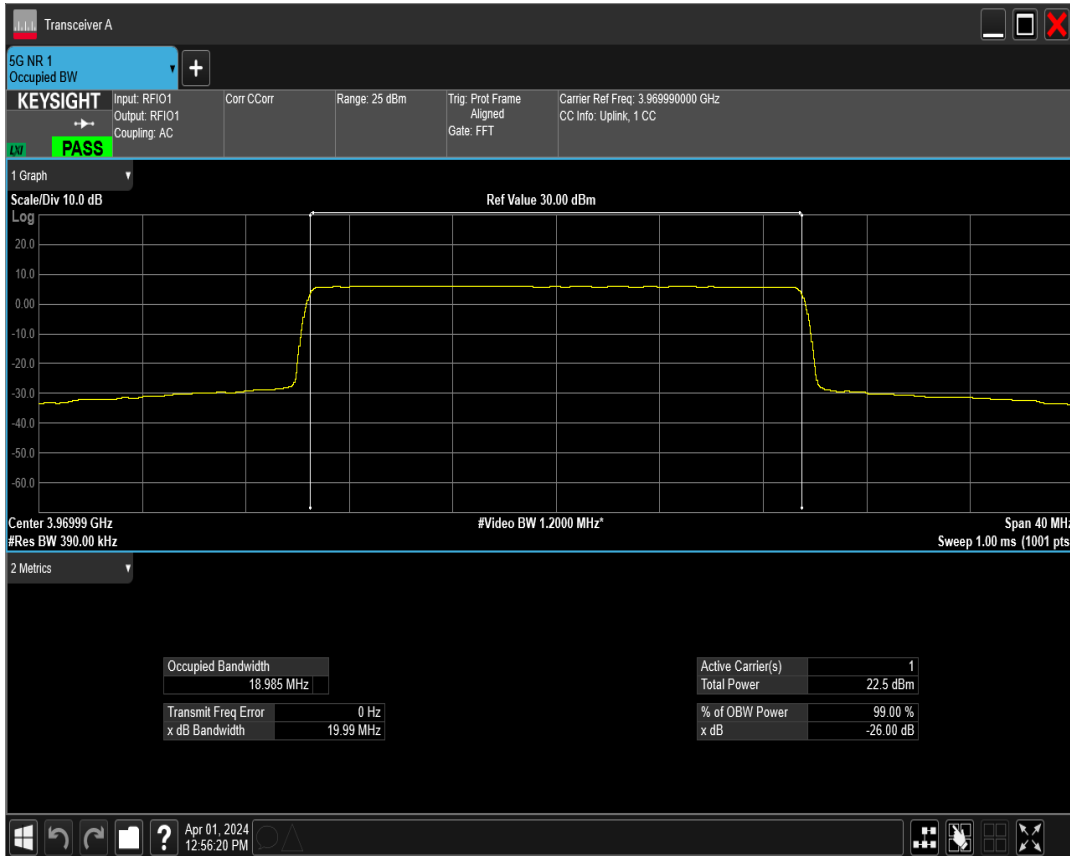 Transceiver A
5G NR 1
Occupied BW
KEYSIGHT
LXI
PASS
Input: RFIO1
Output: RFIO1
Coupling: AC
Corr CCorr
Range: 25 dBm
Trig: Prot Frame
Aligned
Gate: FFT
Carrier Ref Freq: 3.969990000 GHz
CC Info: Uplink, 1 CC
1 Graph
Scale/Div 10.0 dB
Ref Value 30.00 dBm
Log
20.0
10.0
0.00
-10.0
-20.0
-30.0
-40.0
-50.0
-60.0
Center 3.96999 GHz
#Video BW 1.2000 MHz*
Span 40 MHz
#Res BW 390.00 kHz
Sweep 1.00 ms (1001 pts
2 Metrics
Occupied Bandwidth
18.985 MHz
Transmit Freq Error 0 Hz
x dB Bandwidth 19.99 MHz
Active Carrier(s) 1
Total Power 22.5 dBm
% of OBW Power 99.00 %
x dB -26.00 dB
?
Apr 01, 2024
12:56:20 PM